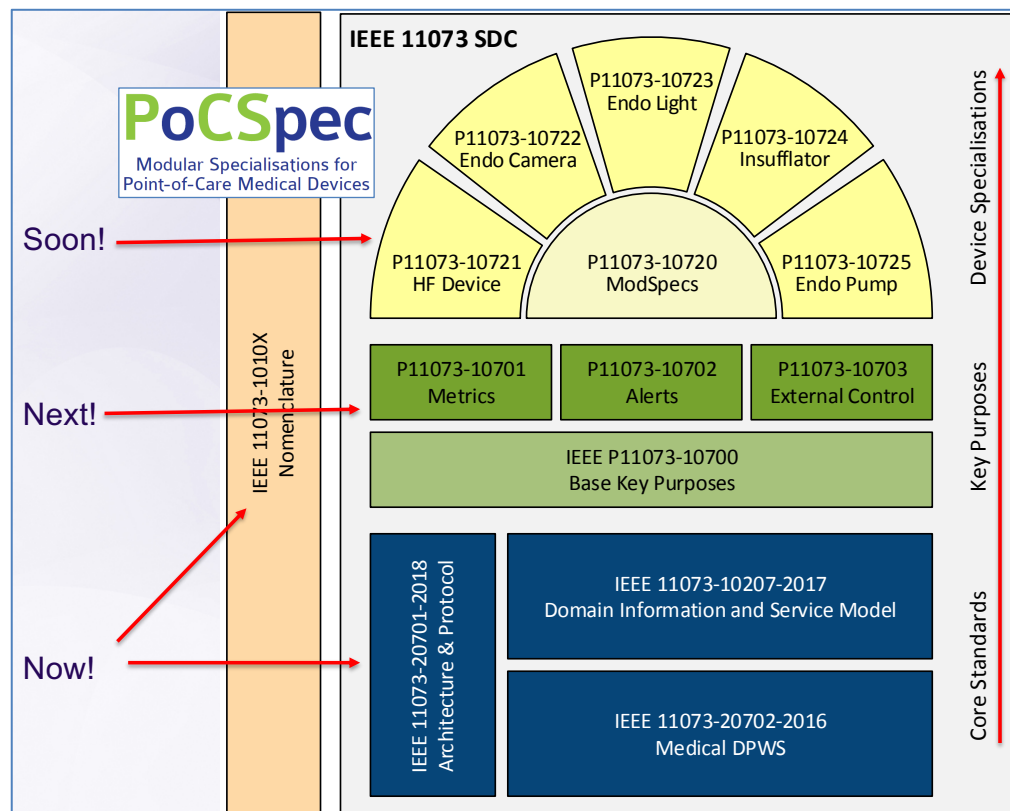 IEEE 11073 SDC
PoCSpec
Modular Specialisations for
Point-of-Care Medical Devices
Soon!
Next!
Now!
IEEE 11073-1010X
Nomenclature
P11073-10723
Endo Light
P11073-10722
Endo Camera
P11073-10724
Insufflator
P11073-10721
HF Device
P11073-10720
ModSpecs
P11073-10725
Endo Pump
P11073-10701
Metrics
P11073-10702
Alerts
P11073-10703
External Control
IEEE P11073-10700
Base Key Purposes
IEEE 11073-20701-2018
Architecture & Protocol
IEEE 11073-10207-2017
Domain Information and Service Model
IEEE 11073-20702-2016
Medical DPWS
Device Specialisations
Key Purposes
Core Standards